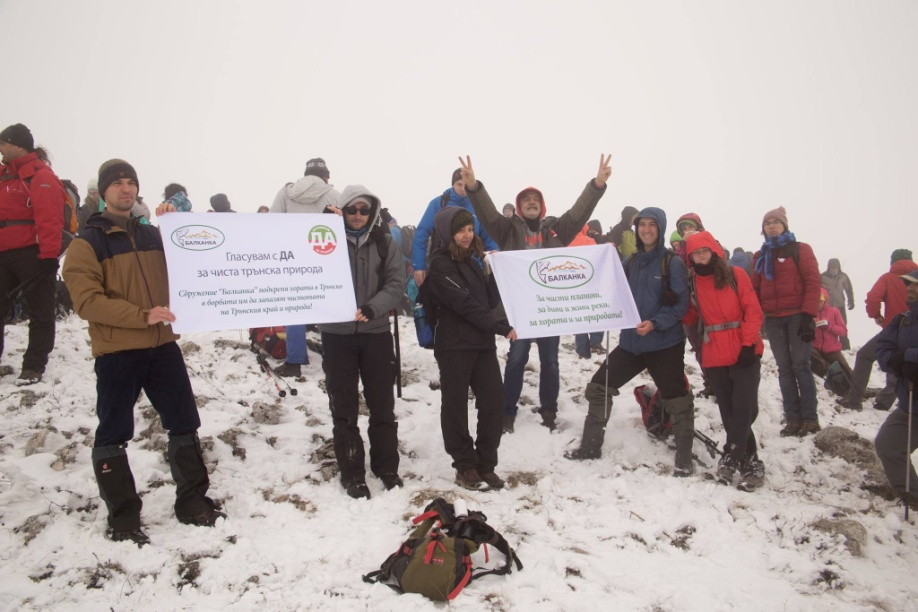 БАЛКАНКА
ДА
Гласувам с ДА
за чиста трънска природа
Сдружение "Балканка" подкрепя хората в Трънско
в борбата им да запазят чистотата
на Трънския край и природа!
БАЛКАНКА
За чисти планини,
за диви и живи реки,
за хората и за природата!